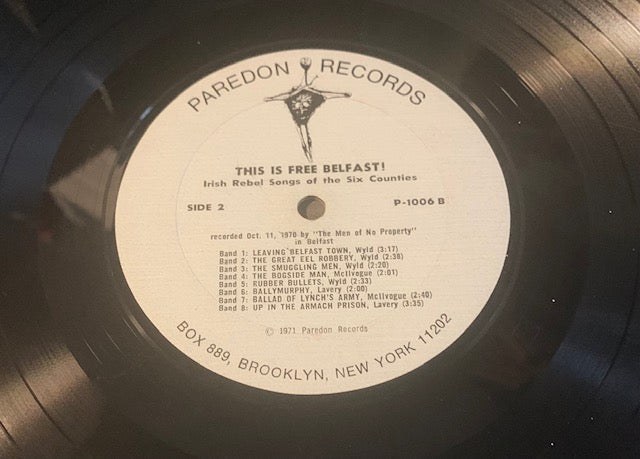 PAREDON RECORDS
THIS IS FREE BELFAST!
Irish Rebel Songs of the Six Counties
SIDE 2 P-1006 B
recorded Oct. 11, 1970 by "The Men of No Property"
in Belfast
Band 1: LEAVING BELFAST TOWN, Wyld (3:17)
Band 2: THE GREAT EEL ROBBERY, Wyld (2:38)
Band 3: THE SMUGGLING MEN, Wyld (2:20)
Band 4: THE BOGSIDE MAN, McIlvogue (2:01)
Band 5: RUBBER BULLETS, Wyld (2:33)
Band 6: BALLYMURPHY, Lavery (2:00)
Band 7: BALLAD OF LYNCH'S ARMY, McIlvogue (2:40)
Band 8: UP IN THE ARMACH PRISON, Lavery (3:35)
© 1971 Paredon Records
BOX 889, BROOKLYN, NEW YORK 11202